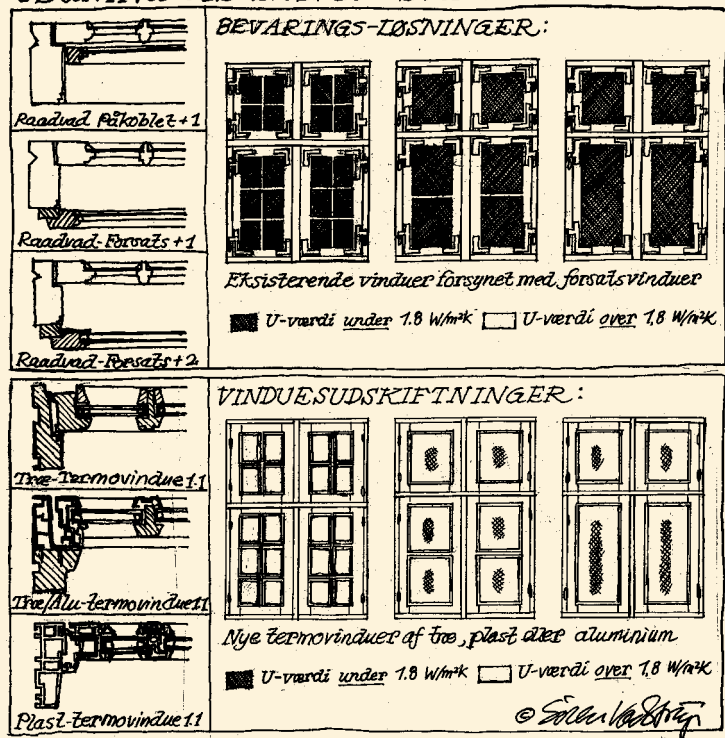 BEVARINGS-LØSNINGER:
Raadvad Påkoblet+1
Raadvad-Forsats+1
Raadvad-Forsats+2
Eksisterende vinduer forsynet med forsatsvinduer
U-værdi under 1.8 W/m²K U-værdi over 1,8 W/m²K
VINDUESUDSKIFTNINGER:
Træ-Termovindue 1.1
Træ/Alu-termovindue 1.1
Plast-termovindue 1.1
Nye termovinduer af træ, plast eller aluminium
U-værdi under 1.8 W/m²K U-værdi over 1,8 W/m²K
©